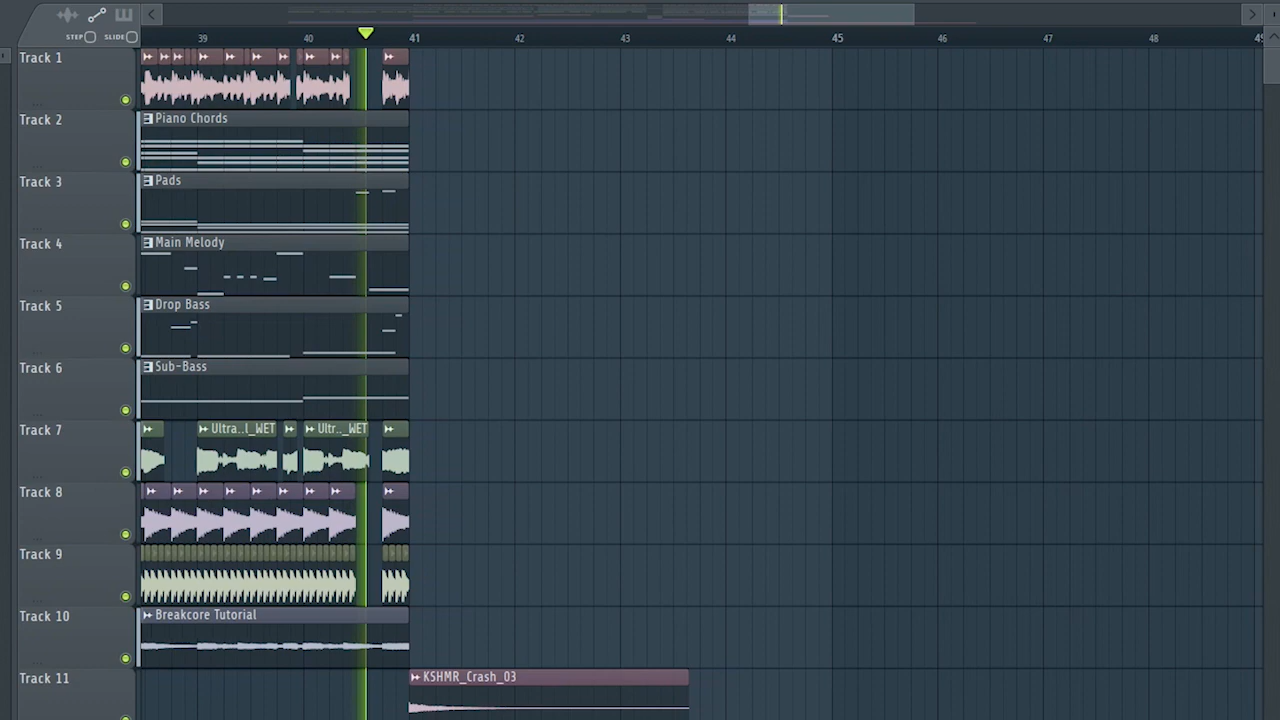 STEP SLIDE
39 40 41 42 43 44 45 46 47 48
Track 1
Track 2 Piano Chords
Track 3 Pads
Track 4 Main Melody
Track 5 Drop Bass
Track 6 Sub-Bass
Track 7 Ultra..l_WET Ultr.._WET
Track 8
Track 9
Track 10 Breakcore Tutorial
Track 11 KSHMR_Crash_03